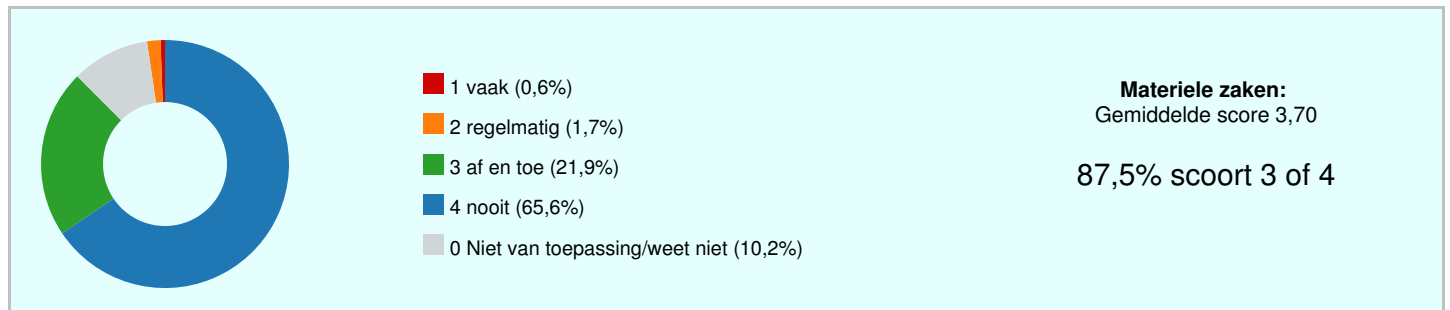 1 vaak (0,6%)
2 regelmatig (1,7%)
3 af en toe (21,9%)
4 nooit (65,6%)
0 Niet van toepassing/weet niet (10,2%)
Materiele zaken:
Gemiddelde score 3,70
87,5% scoort 3 of 4